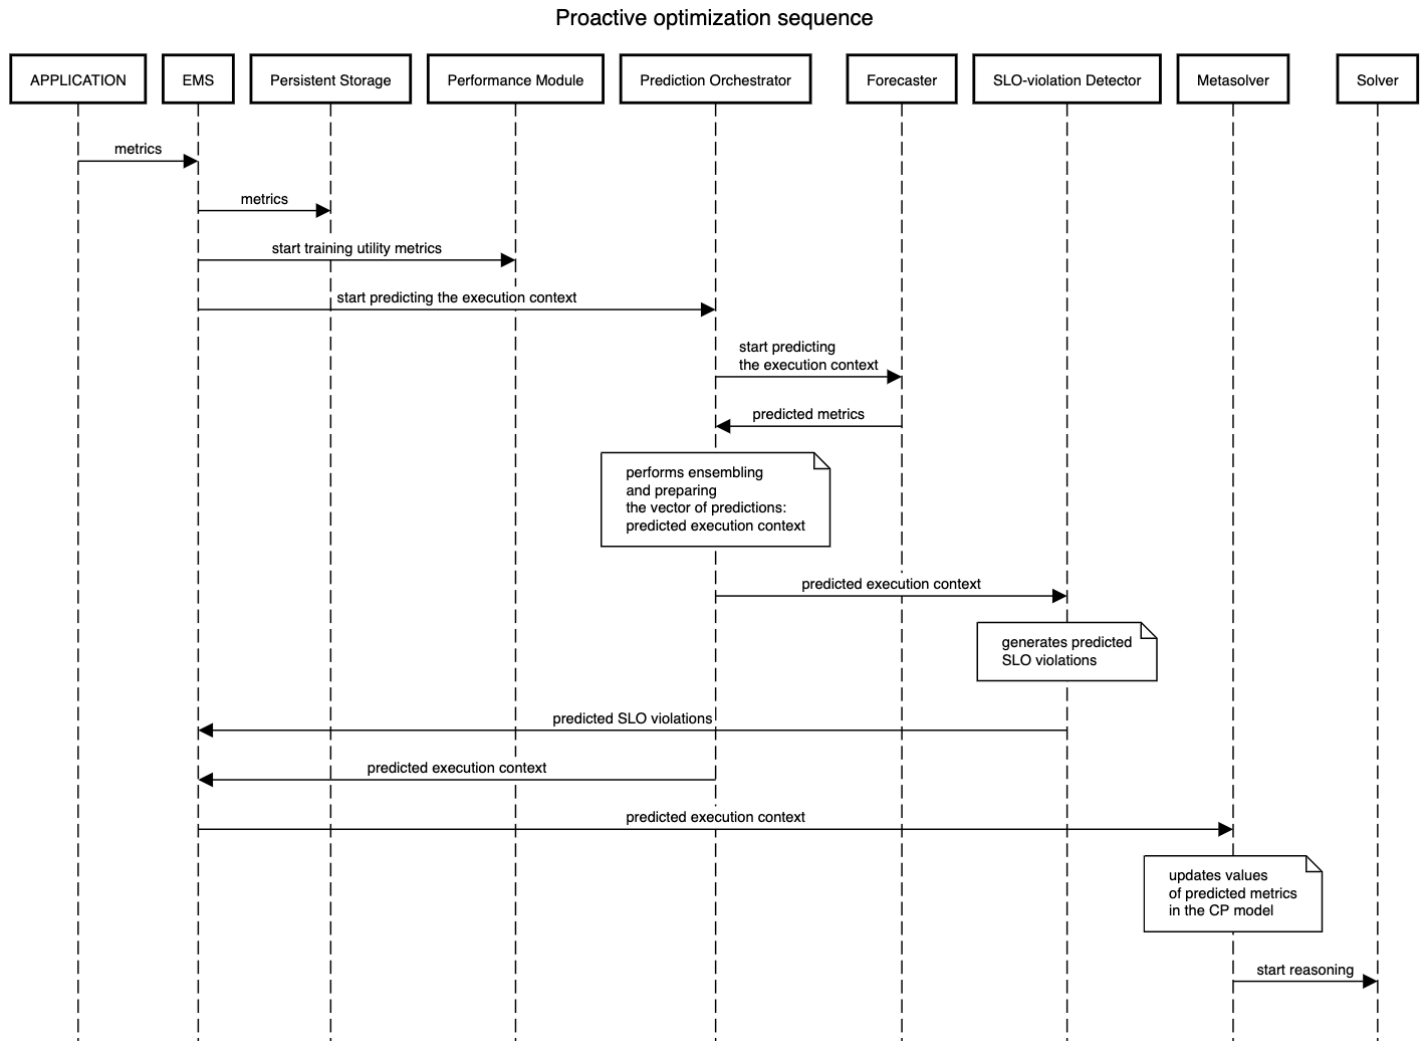 Proactive optimization sequence
APPLICATION
EMS
Persistent Storage
Performance Module
Prediction Orchestrator
Forecaster
SLO-violation Detector
Metasolver
Solver
metrics
metrics
start training utility metrics
start predicting the execution context
start predicting
the execution context
predicted metrics
performs ensembling
and preparing
the vector of predictions:
predicted execution context
predicted execution context
generates predicted
SLO violations
predicted SLO violations
predicted execution context
predicted execution context
updates values
of predicted metrics
in the CP model
start reasoning